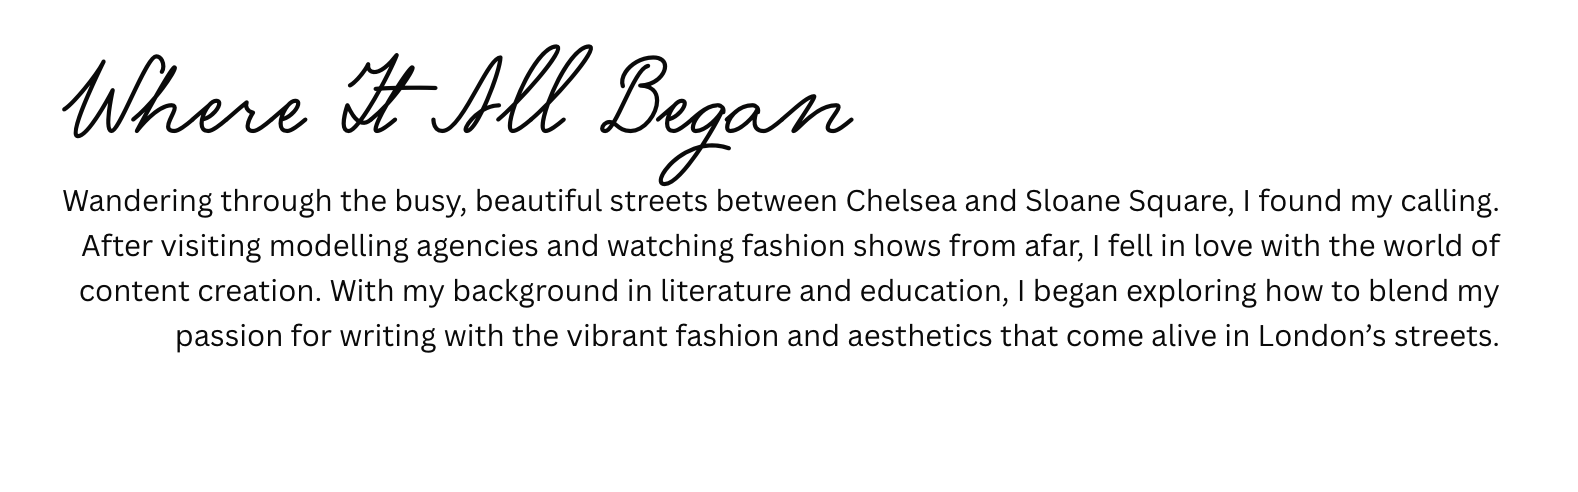 Where It All Began
Wandering through the busy, beautiful streets between Chelsea and Sloane Square, I found my calling.
After visiting modelling agencies and watching fashion shows from afar, I fell in love with the world of
content creation. With my background in literature and education, I began exploring how to blend my
passion for writing with the vibrant fashion and aesthetics that come alive in London’s streets.